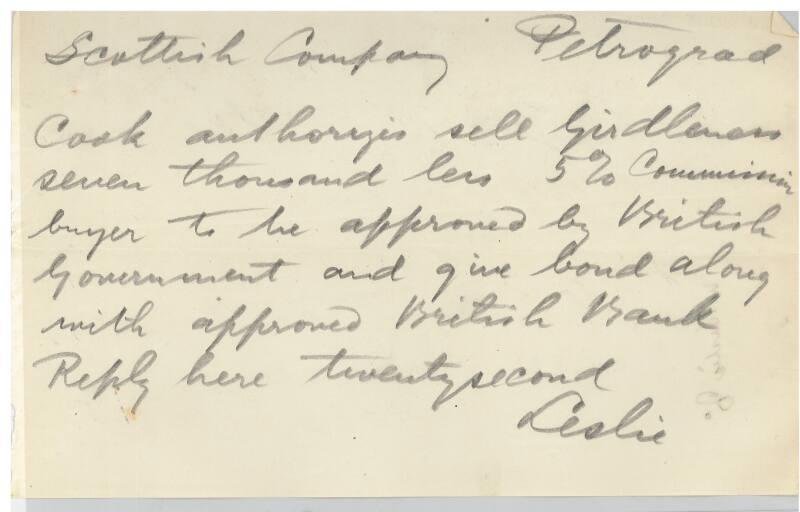 Scottish Company Petrograd
Cook authorizes sell Girdleness
seven thousand less 5% Commission
buyer to be approved by British
Government and give bond along
with approved British Bank
Reply here twentysecond
Leslie